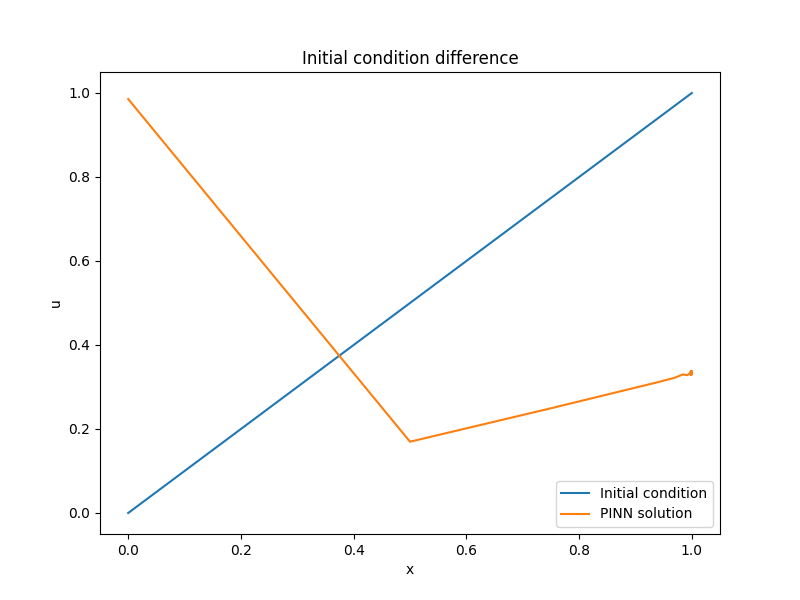 Initial condition difference
u
1.0
0.8
0.6
0.4
0.2
0.0
0.0 0.2 0.4 0.6 0.8 1.0
x
Initial condition
PINN solution